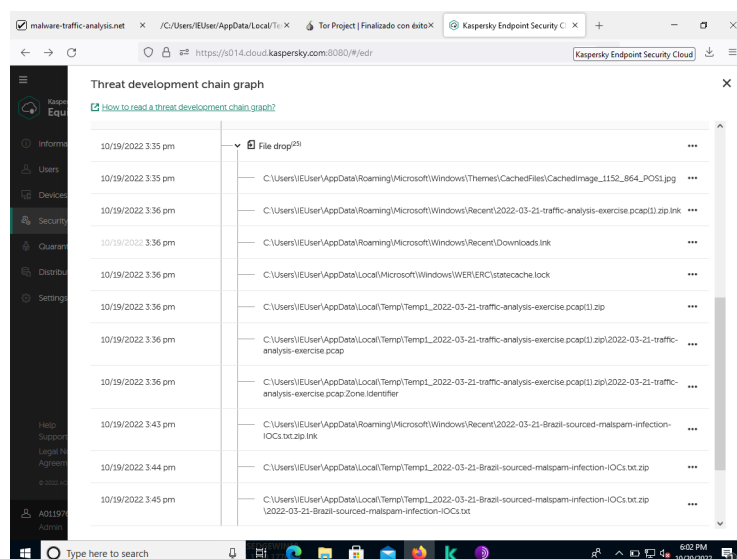 malware-traffic-analysis.net
/C:/Users/IEUser/AppData/Local/Te
Tor Project | Finalizado con éxito
Kaspersky Endpoint Security Cl
https://s014.cloud.kaspersky.com:8080/#/edr
Kaspersky Endpoint Security Cloud
Threat development chain graph
How to read a threat development chain graph?
Kaspe
Equi
Informa
Users
Devices
Security
Quaran
Distribu
Settings
Help
Support
Legal N
Agreem
A011976
Admin
10/19/2022 3:35 pm
File drop(25)
10/19/2022 3:35 pm
C:\Users\IEUser\AppData\Roaming\Microsoft\Windows\Themes\CachedFiles\CachedImage_1152_864_POS1.jpg
10/19/2022 3:36 pm
C:\Users\IEUser\AppData\Roaming\Microsoft\Windows\Recent\2022-03-21-traffic-analysis-exercise.pcap(1).zip.lnk
10/19/2022 3:36 pm
C:\Users\IEUser\AppData\Roaming\Microsoft\Windows\Recent\Downloads.lnk
10/19/2022 3:36 pm
C:\Users\IEUser\AppData\Local\Microsoft\Windows\WER\ERC\statecache.lock
10/19/2022 3:36 pm
C:\Users\IEUser\AppData\Local\Temp\Temp1_2022-03-21-traffic-analysis-exercise.pcap(1).zip
10/19/2022 3:36 pm
C:\Users\IEUser\AppData\Local\Temp\Temp1_2022-03-21-traffic-analysis-exercise.pcap(1).zip\2022-03-21-traffic-
analysis-exercise.pcap
10/19/2022 3:36 pm
C:\Users\IEUser\AppData\Local\Temp\Temp1_2022-03-21-traffic-analysis-exercise.pcap(1).zip\2022-03-21-traffic-
analysis-exercise.pcap:Zone.Identifier
10/19/2022 3:43 pm
C:\Users\IEUser\AppData\Roaming\Microsoft\Windows\Recent\2022-03-21-Brazil-sourced-malspam-infection-
IOCs.txt.zip.lnk
10/19/2022 3:44 pm
C:\Users\IEUser\AppData\Local\Temp\Temp1_2022-03-21-Brazil-sourced-malspam-infection-IOCs.txt.zip
10/19/2022 3:45 pm
C:\Users\IEUser\AppData\Local\Temp\Temp1_2022-03-21-Brazil-sourced-malspam-infection-IOCs.txt.zip
\2022-03-21-Brazil-sourced-malspam-infection-IOCs.txt
Type here to search
6:02 PM